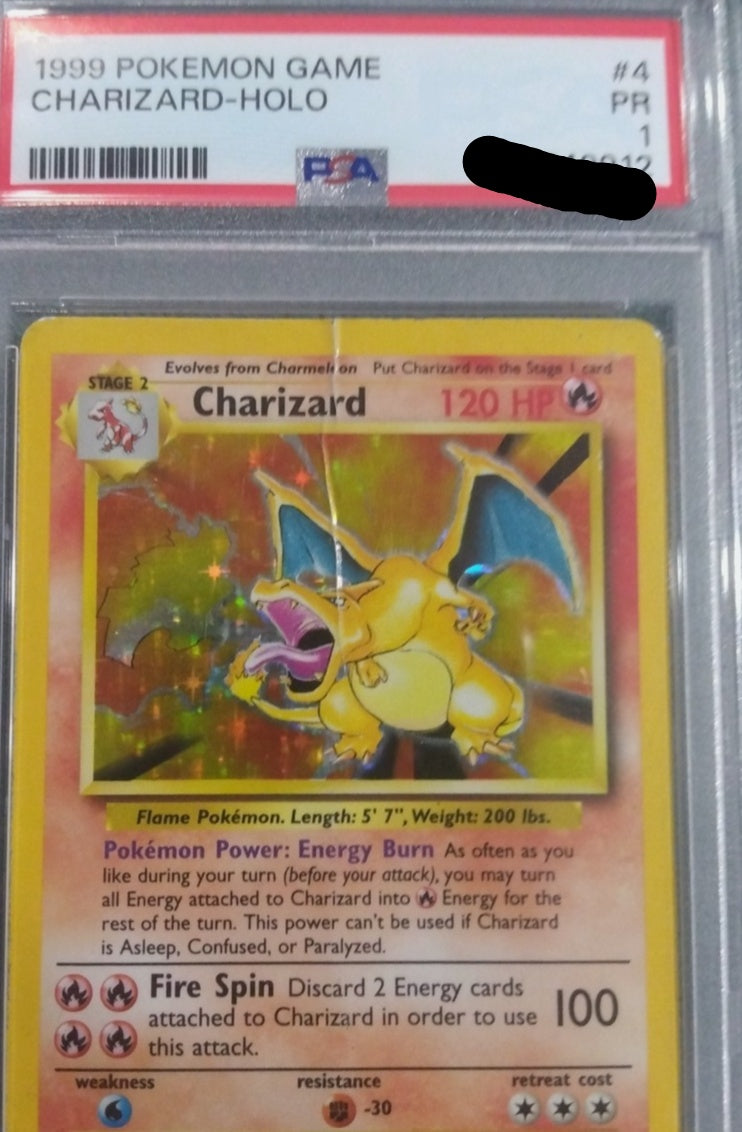 1999 POKEMON GAME #4
CHARIZARD-HOLO PR
1
PSA
Evolves from Charmeleon Put Charizard on the Stage 1 card
STAGE 2
Charizard 120 HP
Flame Pokémon. Length: 5' 7", Weight: 200 lbs.
Pokémon Power: Energy Burn As often as you
like during your turn (before your attack), you may turn
all Energy attached to Charizard into Energy for the
rest of the turn. This power can't be used if Charizard
is Asleep, Confused, or Paralyzed.
Fire Spin Discard 2 Energy cards
attached to Charizard in order to use 100
this attack.
weakness resistance retreat cost
-30